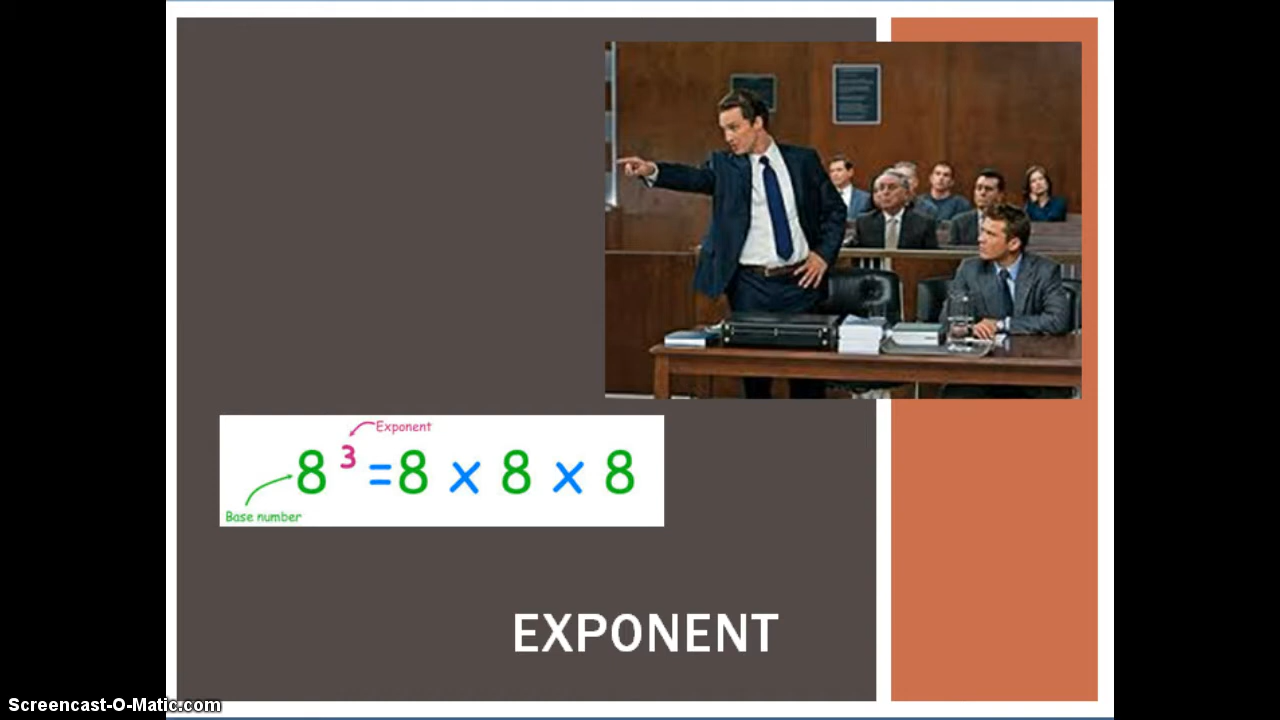 Exponent
8³ = 8 × 8 × 8
Base number
EXPONENT
Screencast-O-Matic.com